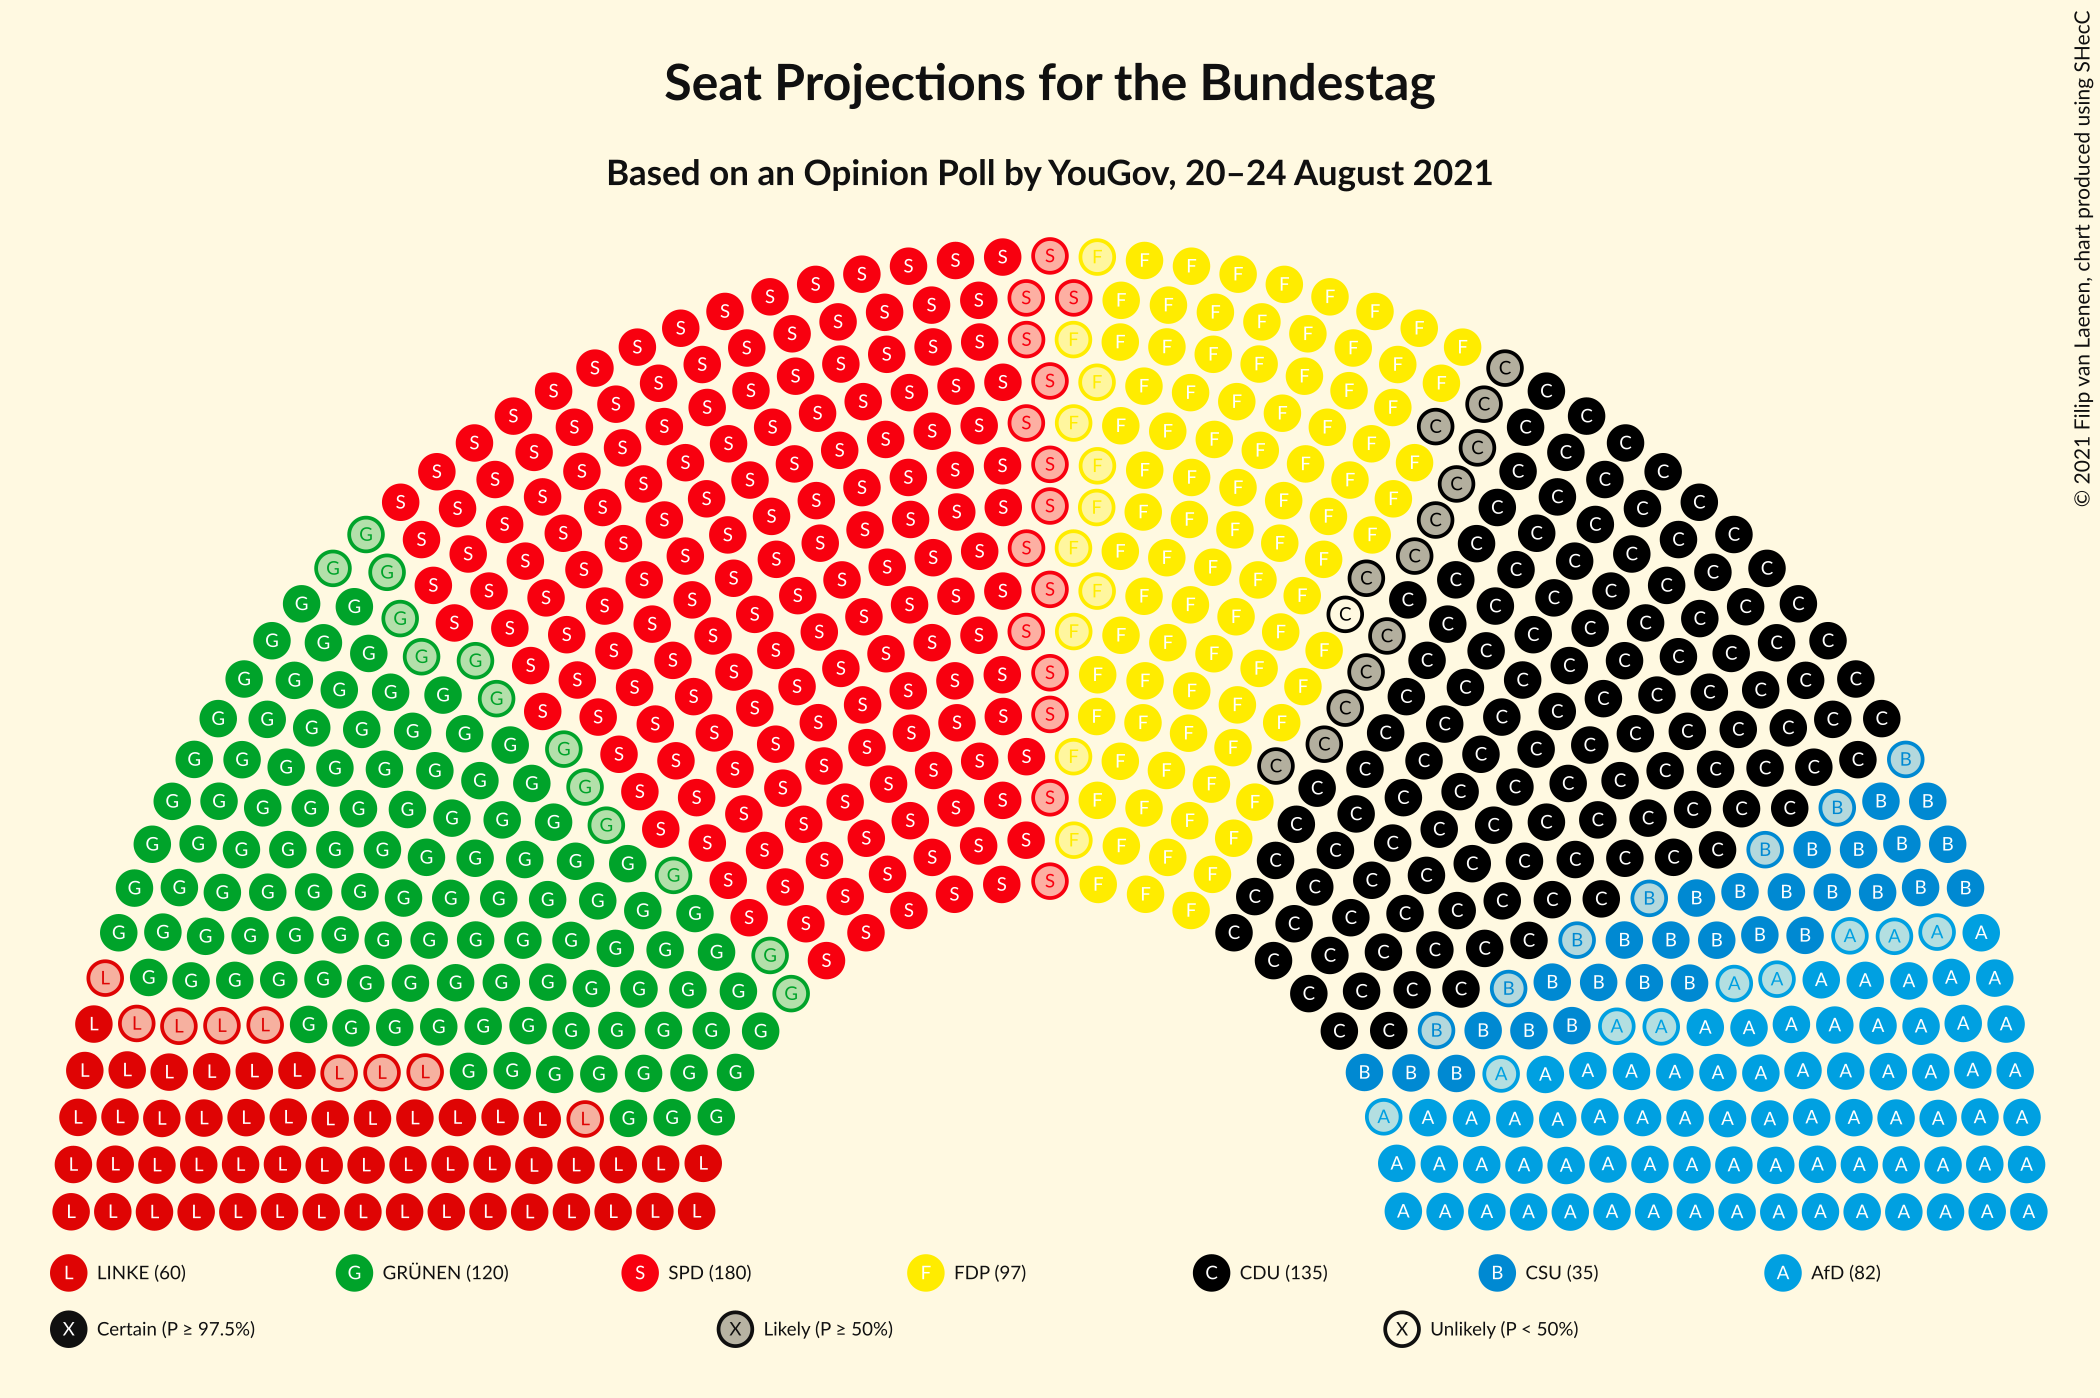 Seat Projections for the Bundestag
Based on an Opinion Poll by YouGov, 20–24 August 2021
© 2021 Filip van Laenen, chart produced using SHecC
L LINKE (60) G GRÜNEN (120) S SPD (180) F FDP (97) C CDU (135) B CSU (35) A AfD (82)
X Certain (P ≥ 97.5%) X Likely (P ≥ 50%) X Unlikely (P < 50%)